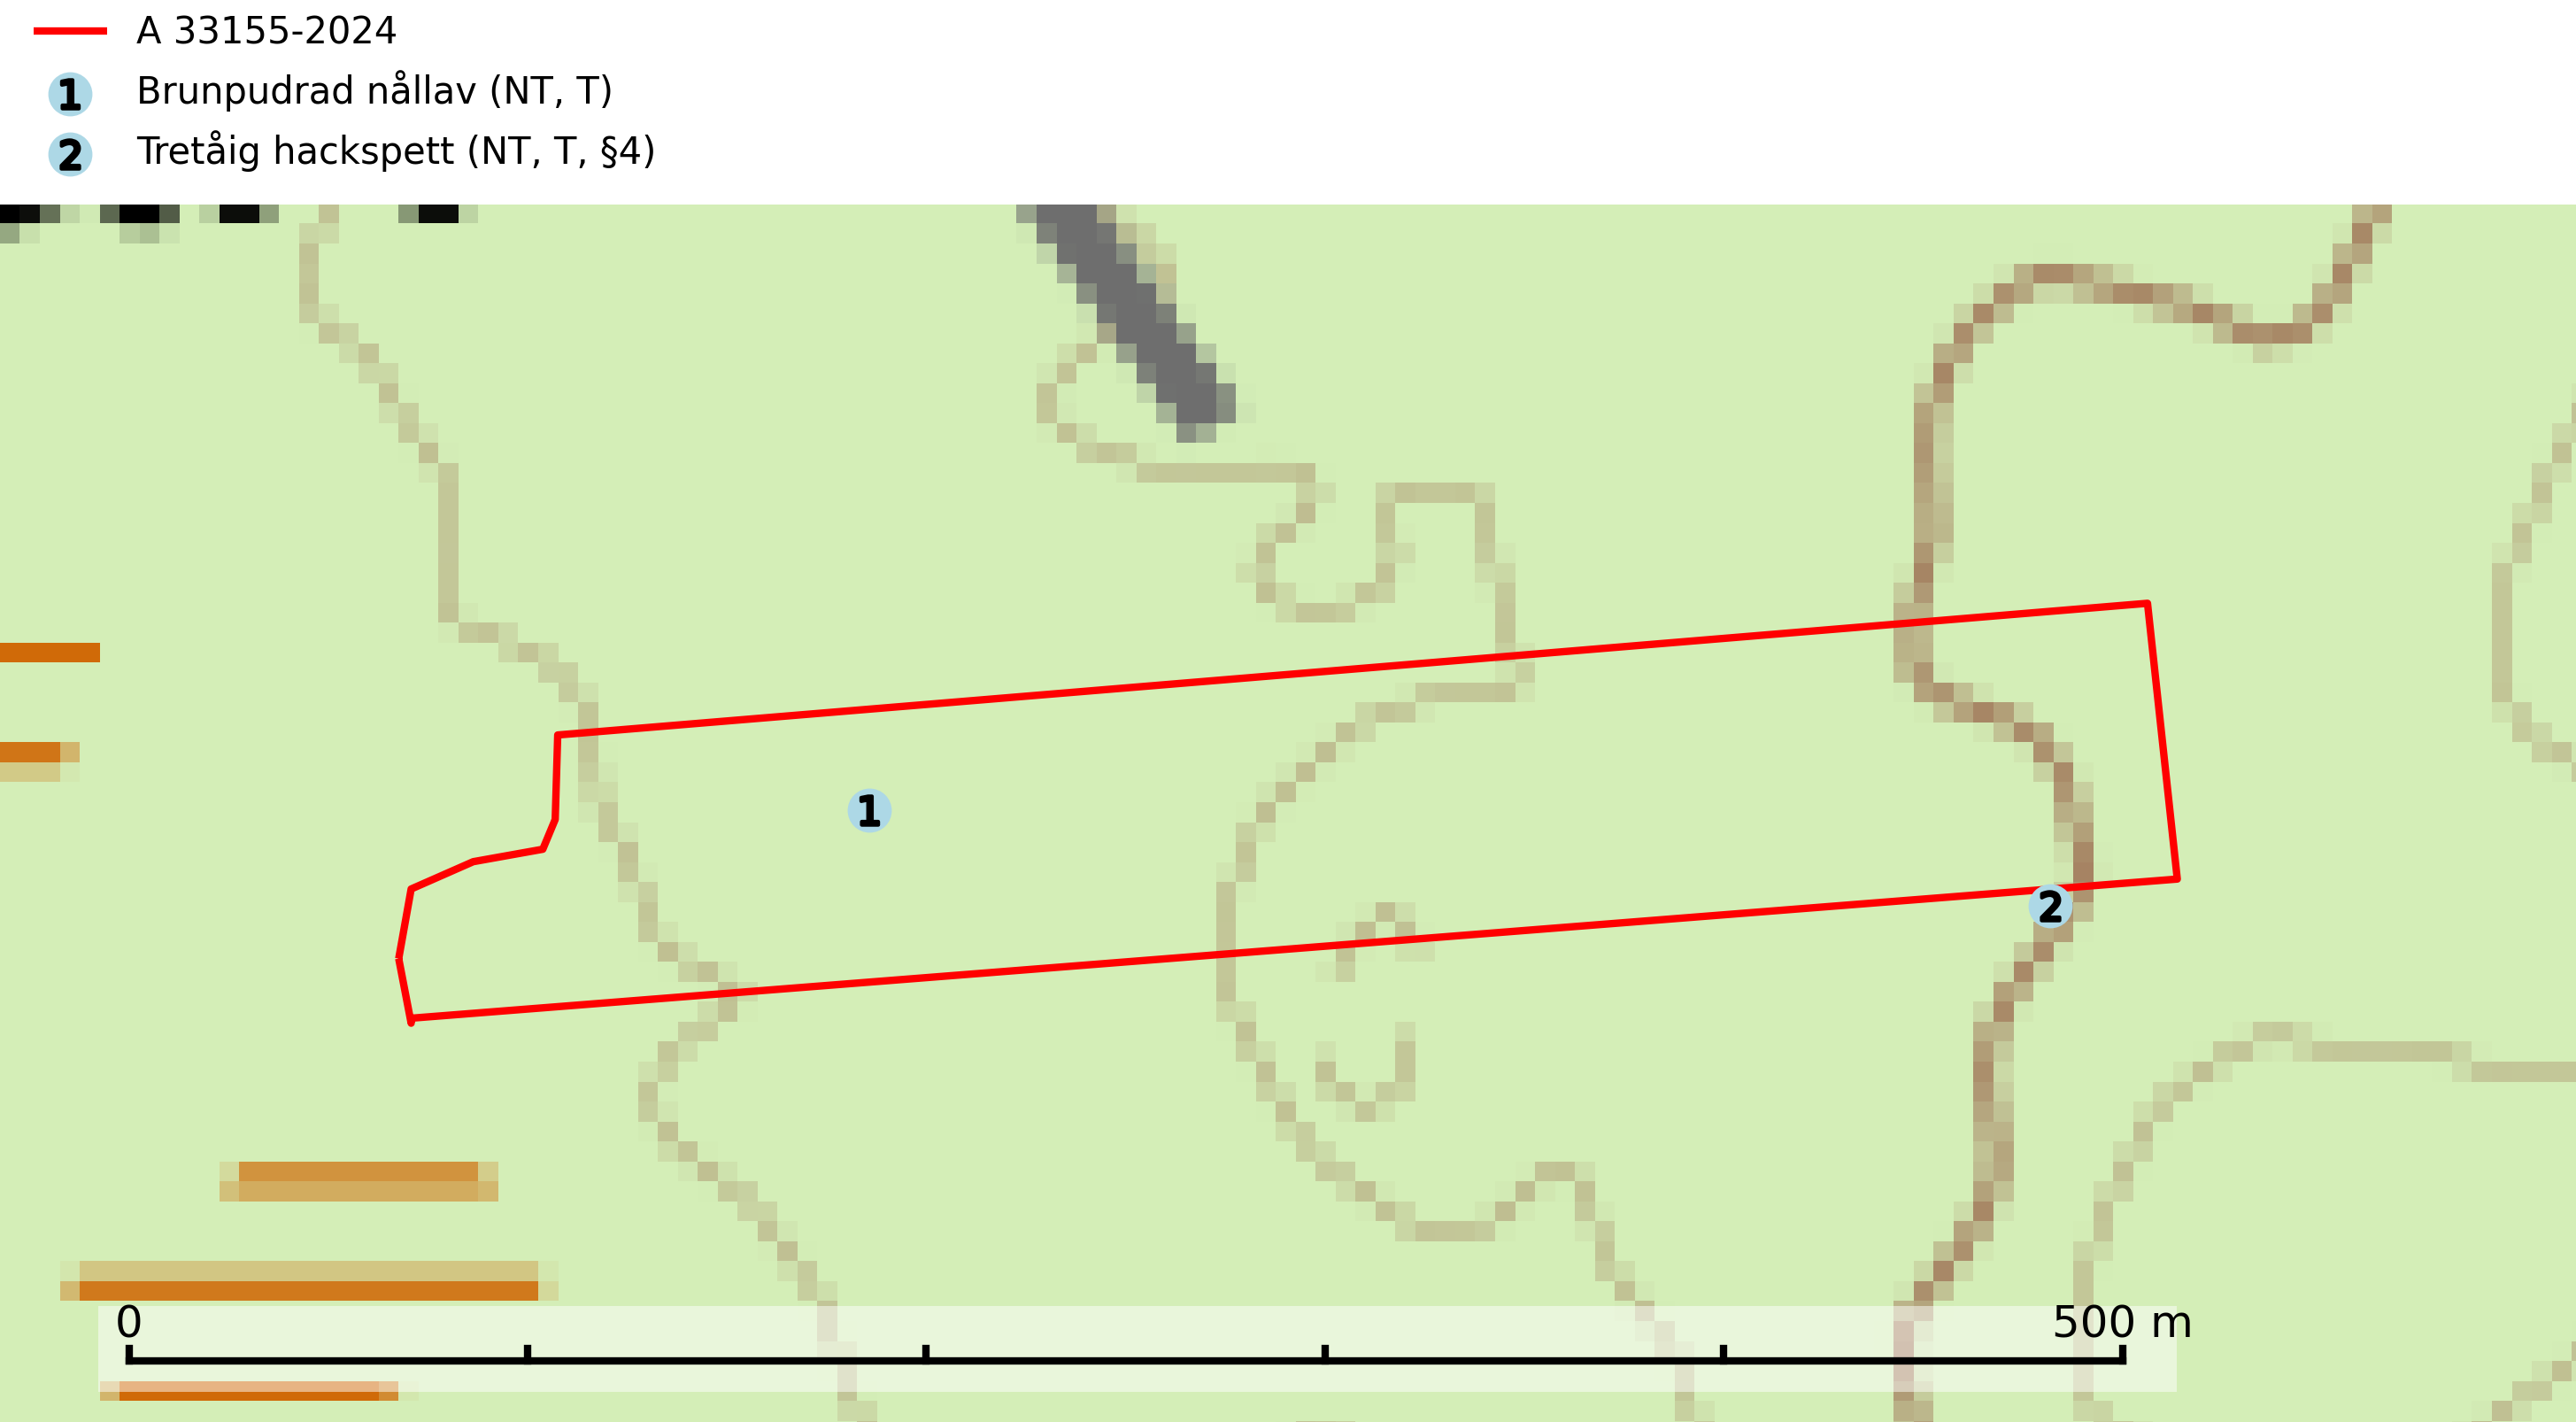 A 33155-2024
1 Brunpudrad nållav (NT, T)
2 Tretåig hackspett (NT, T, §4)
1
2
0 500 m